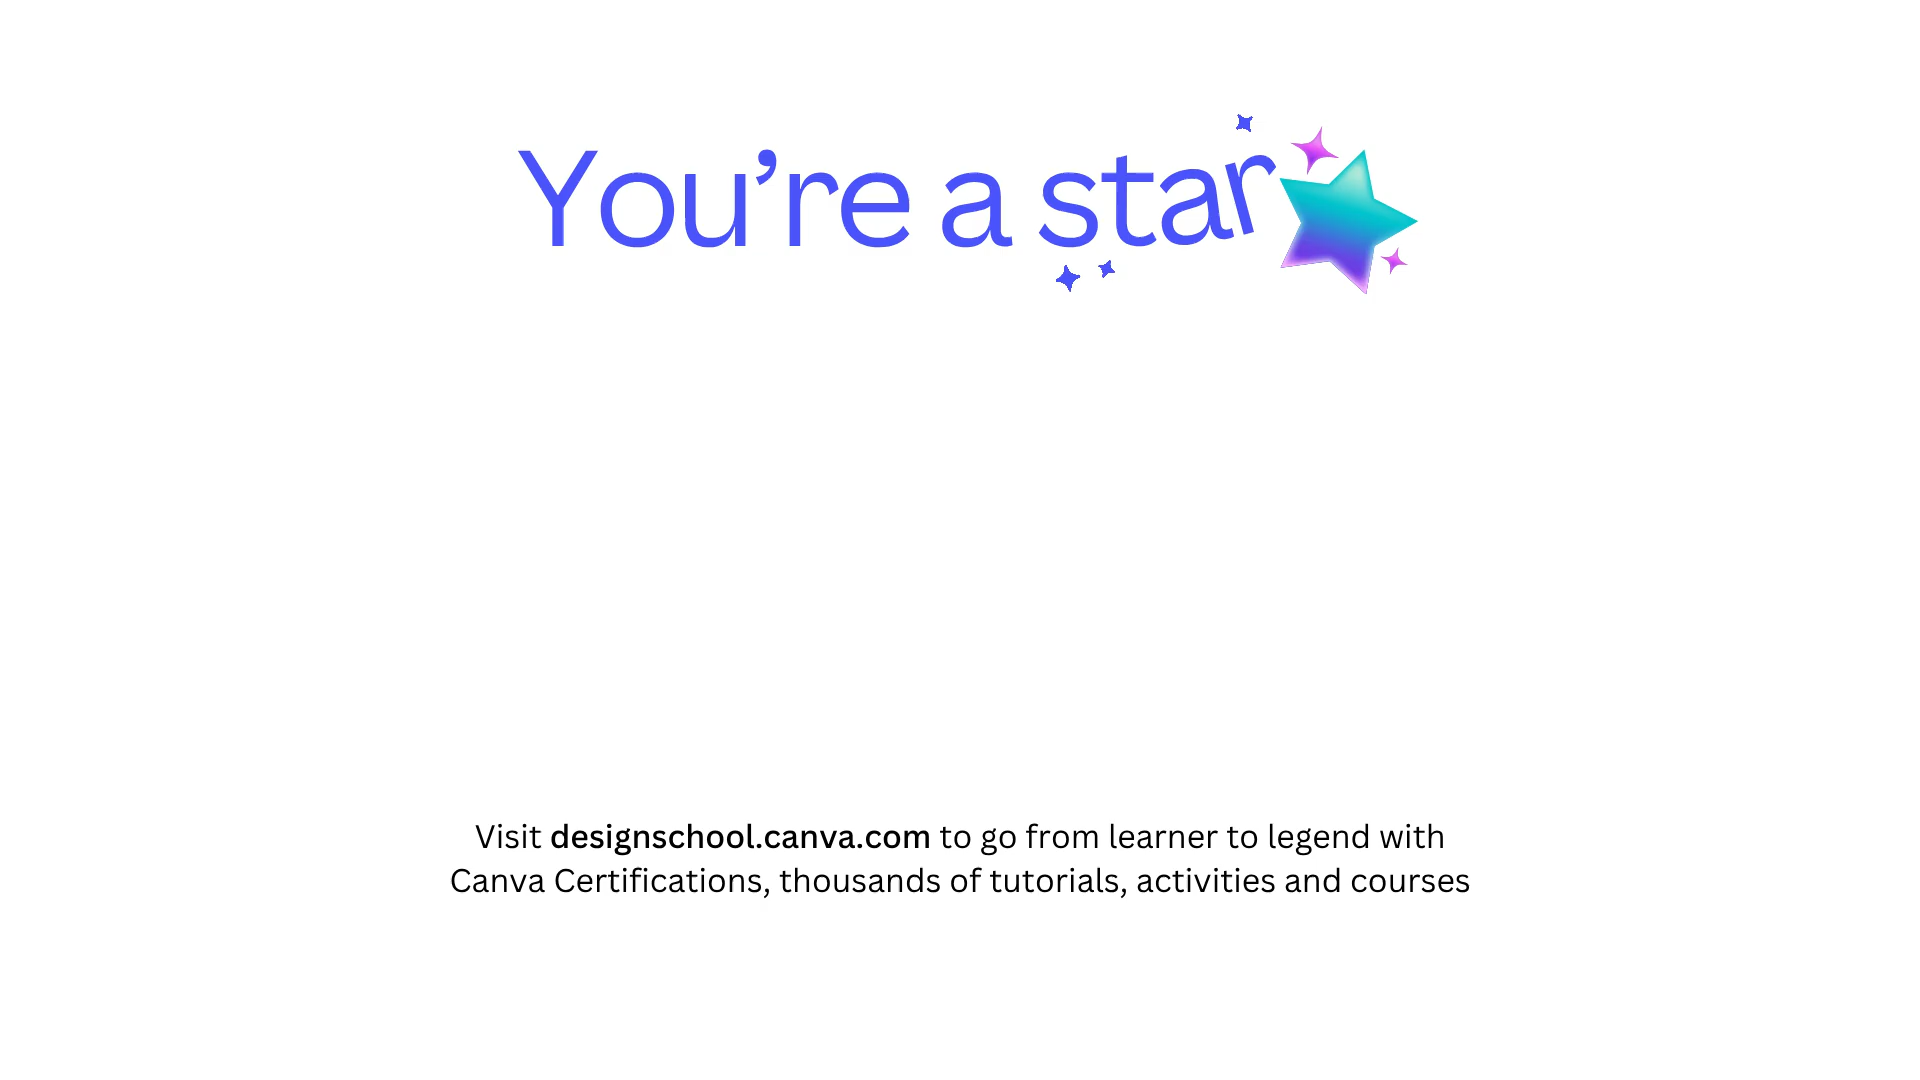 You’re a star
Visit designschool.canva.com to go from learner to legend with
Canva Certifications, thousands of tutorials, activities and courses